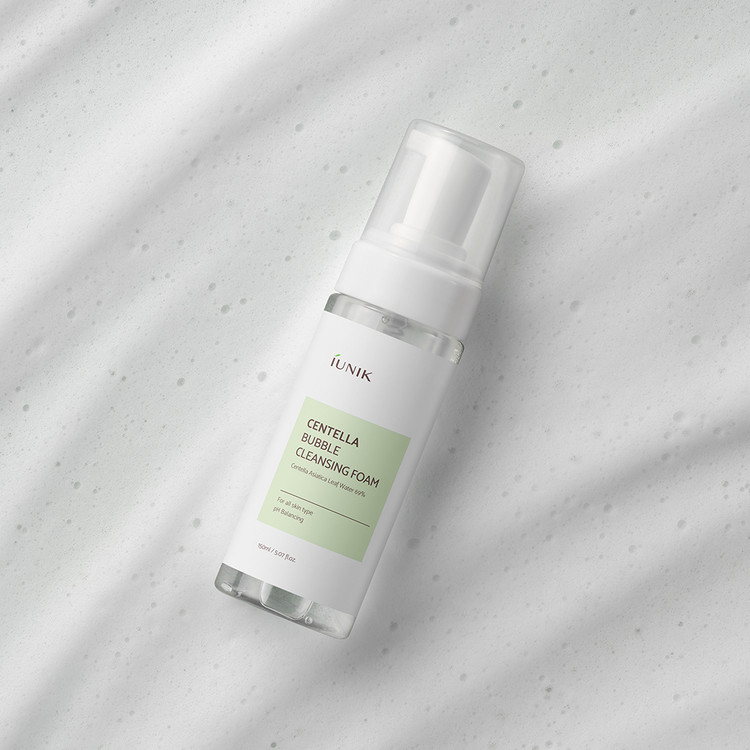 iUNIK
CENTELLA
BUBBLE
CLEANSING FOAM
Centella Asiatica Leaf Water 60%
For all skin type
pH Balancing
150ml / 5.07 fl.oz.